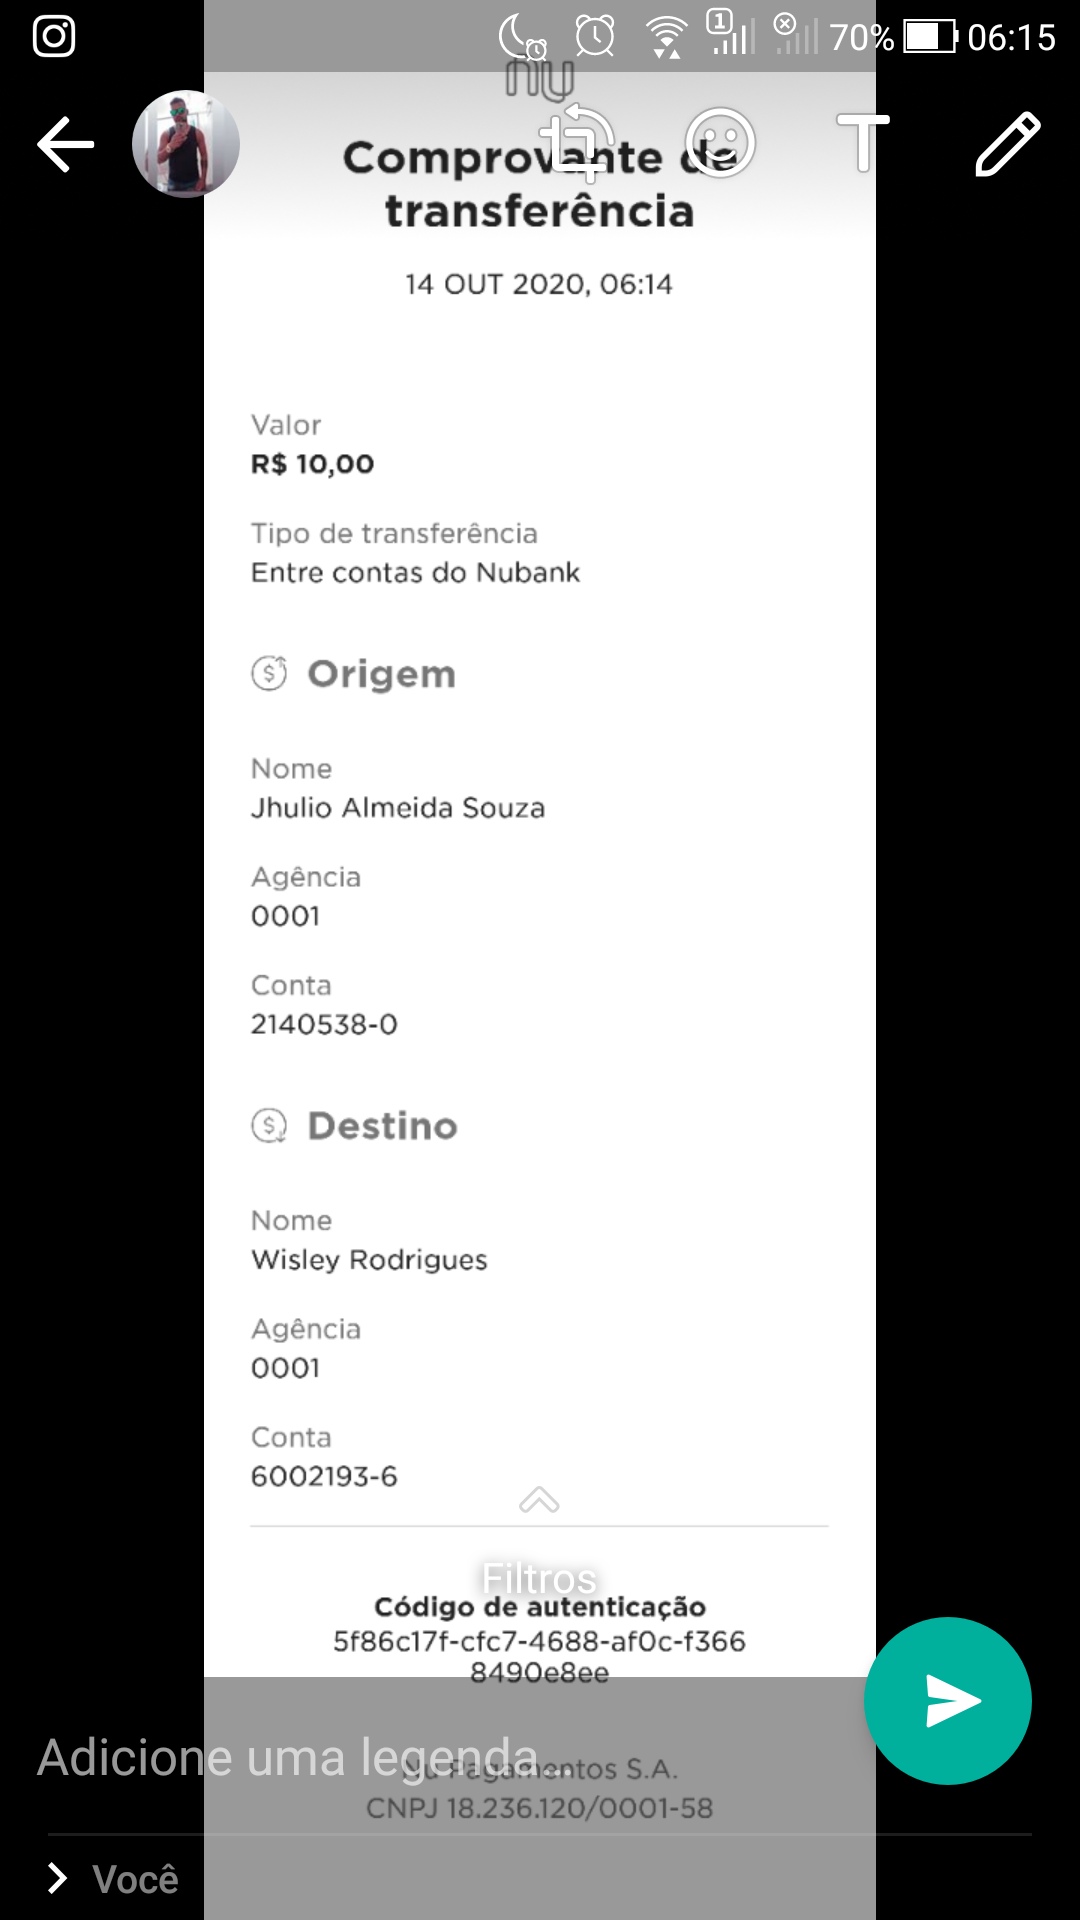 1
70%
06:15
nu
Comprovante de
transferência
14 OUT 2020, 06:14
Valor
R$ 10,00
Tipo de transferência
Entre contas do Nubank
Origem
Nome
Jhulio Almeida Souza
Agência
0001
Conta
2140538-0
Destino
Nome
Wisley Rodrigues
Agência
0001
Conta
6002193-6
Filtros
Código de autenticação
5f86c17f-cfc7-4688-af0c-f366
8490e8ee
Adicione uma legenda...
Nu Pagamentos S.A.
CNPJ 18.236.120/0001-58
Você